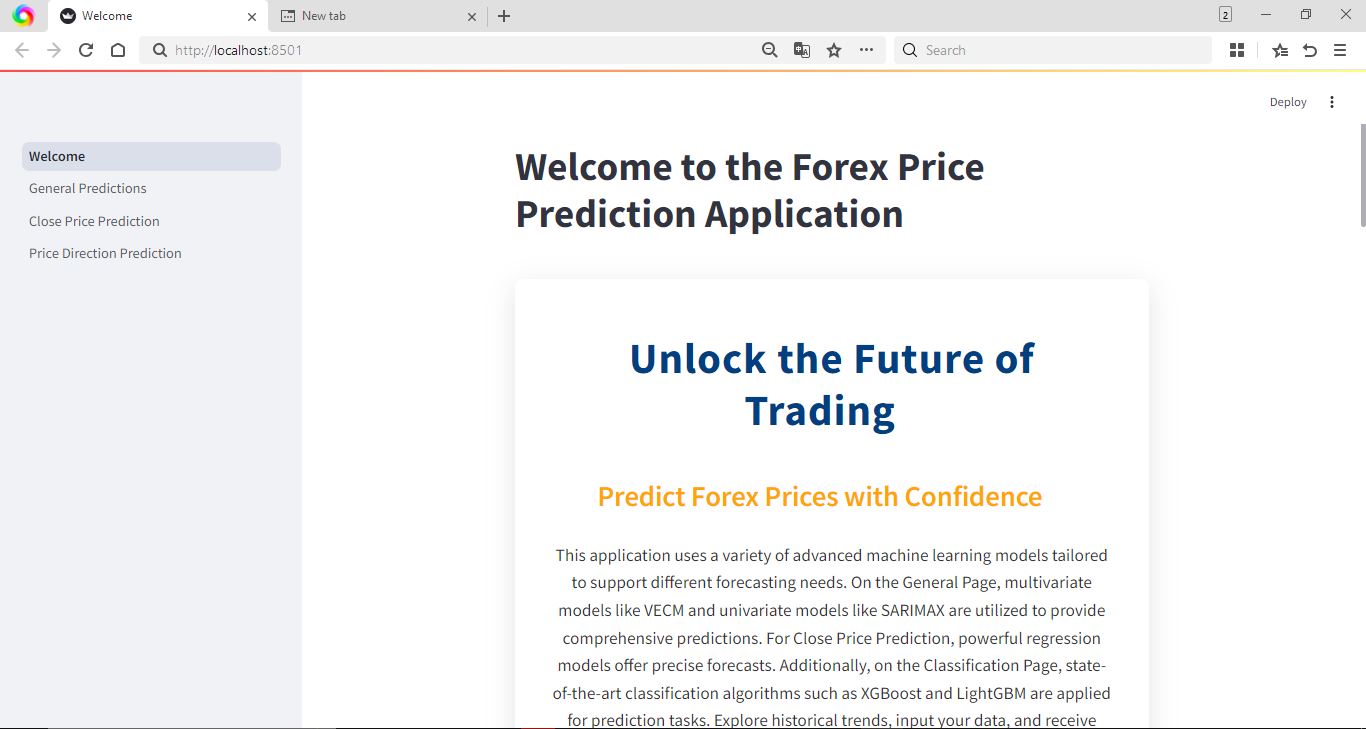 Welcome
New tab
2
http://localhost:8501
Search
Deploy
Welcome
General Predictions
Close Price Prediction
Price Direction Prediction
Welcome to the Forex Price
Prediction Application
Unlock the Future of
Trading
Predict Forex Prices with Confidence
This application uses a variety of advanced machine learning models tailored
to support different forecasting needs. On the General Page, multivariate
models like VECM and univariate models like SARIMAX are utilized to provide
comprehensive predictions. For Close Price Prediction, powerful regression
models offer precise forecasts. Additionally, on the Classification Page, state-
of-the-art classification algorithms such as XGBoost and LightGBM are applied
for prediction tasks. Explore historical trends, input your data, and receive